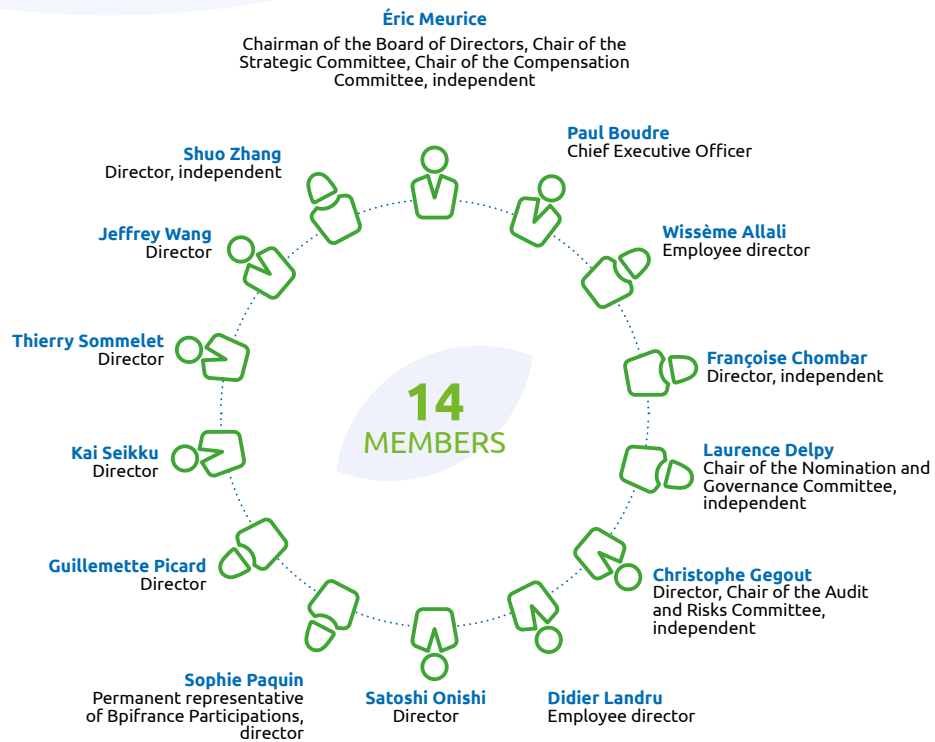 Éric Meurice
Chairman of the Board of Directors, Chair of the
Strategic Committee, Chair of the Compensation
Committee, independent
Paul Boudre
Chief Executive Officer
Wissème Allali
Employee director
Françoise Chombar
Director, independent
Laurence Delpy
Chair of the Nomination and
Governance Committee,
independent
Christophe Gegout
Director, Chair of the Audit
and Risks Committee,
independent
Didier Landru
Employee director
Satoshi Onishi
Director
Sophie Paquin
Permanent representative
of Bpifrance Participations,
director
Guillemette Picard
Director
Kai Seikku
Director
Thierry Sommelet
Director
Jeffrey Wang
Director
Shuo Zhang
Director, independent
14
MEMBERS